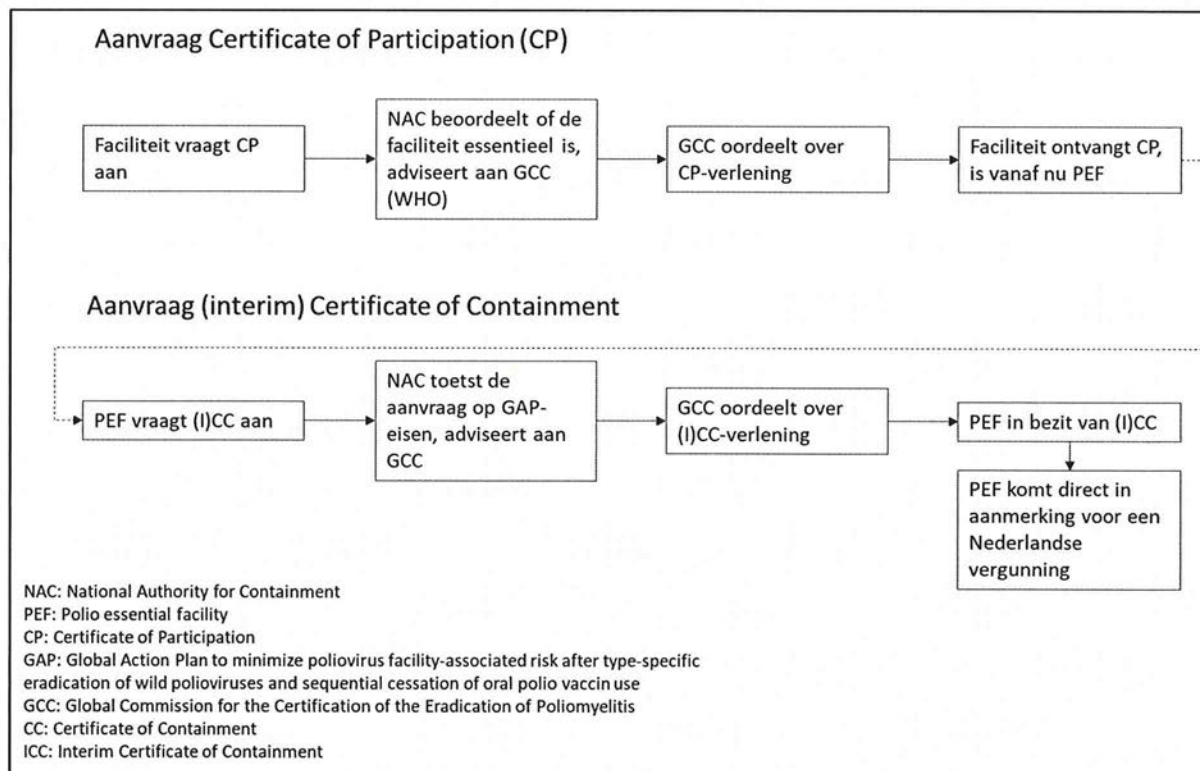 Aanvraag Certificate of Participation (CP)
Faciliteit vraagt CP
aan
NAC beoordeelt of de
faciliteit essentieel is,
adviseert aan GCC
(WHO)
GCC oordeelt over
CP-verlening
Faciliteit ontvangt CP,
is vanaf nu PEF
Aanvraag (interim) Certificate of Containment
PEF vraagt (I)CC aan
NAC toetst de
aanvraag op GAP-
eisen, adviseert aan
GCC
GCC oordeelt over
(I)CC-verlening
PEF in bezit van (I)CC
PEF komt direct in
aanmerking voor een
Nederlandse
vergunning
NAC: National Authority for Containment
PEF: Polio essential facility
CP: Certificate of Participation
GAP: Global Action Plan to minimize poliovirus facility-associated risk after type-specific
eradication of wild polioviruses and sequential cessation of oral polio vaccin use
GCC: Global Commission for the Certification of the Eradication of Poliomyelitis
CC: Certificate of Containment
ICC: Interim Certificate of Containment